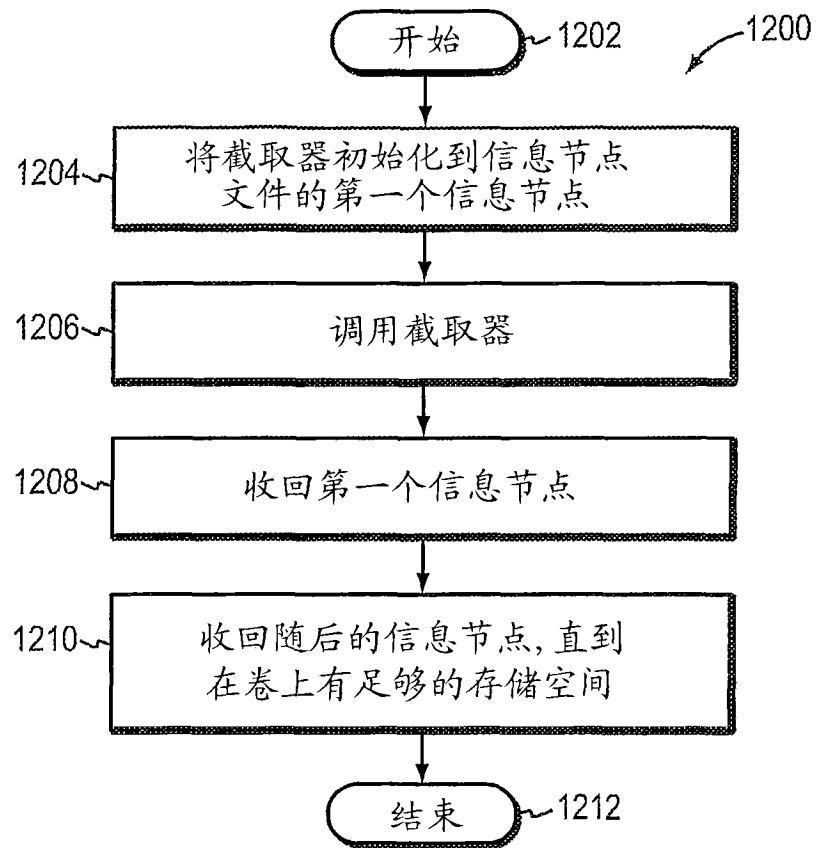 开始
1202
1200
1204
将截取器初始化到信息节点
文件的第一个信息节点
1206
调用截取器
1208
收回第一个信息节点
1210
收回随后的信息节点,直到
在卷上有足够的存储空间
结束
1212